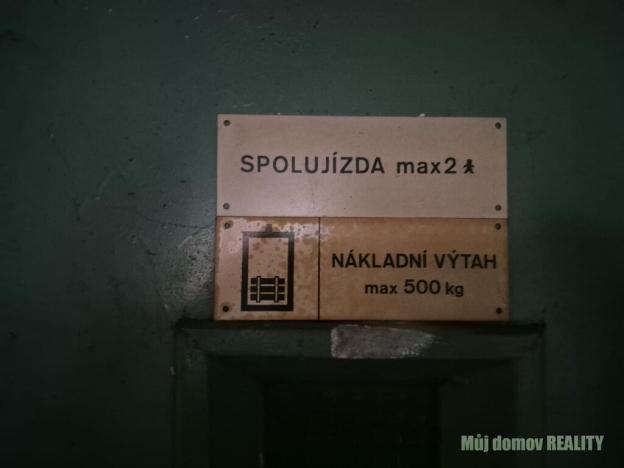 SPOLUJÍZDA max2
NÁKLADNÍ VÝTAH
max 500 kg
Můj domov REALITY